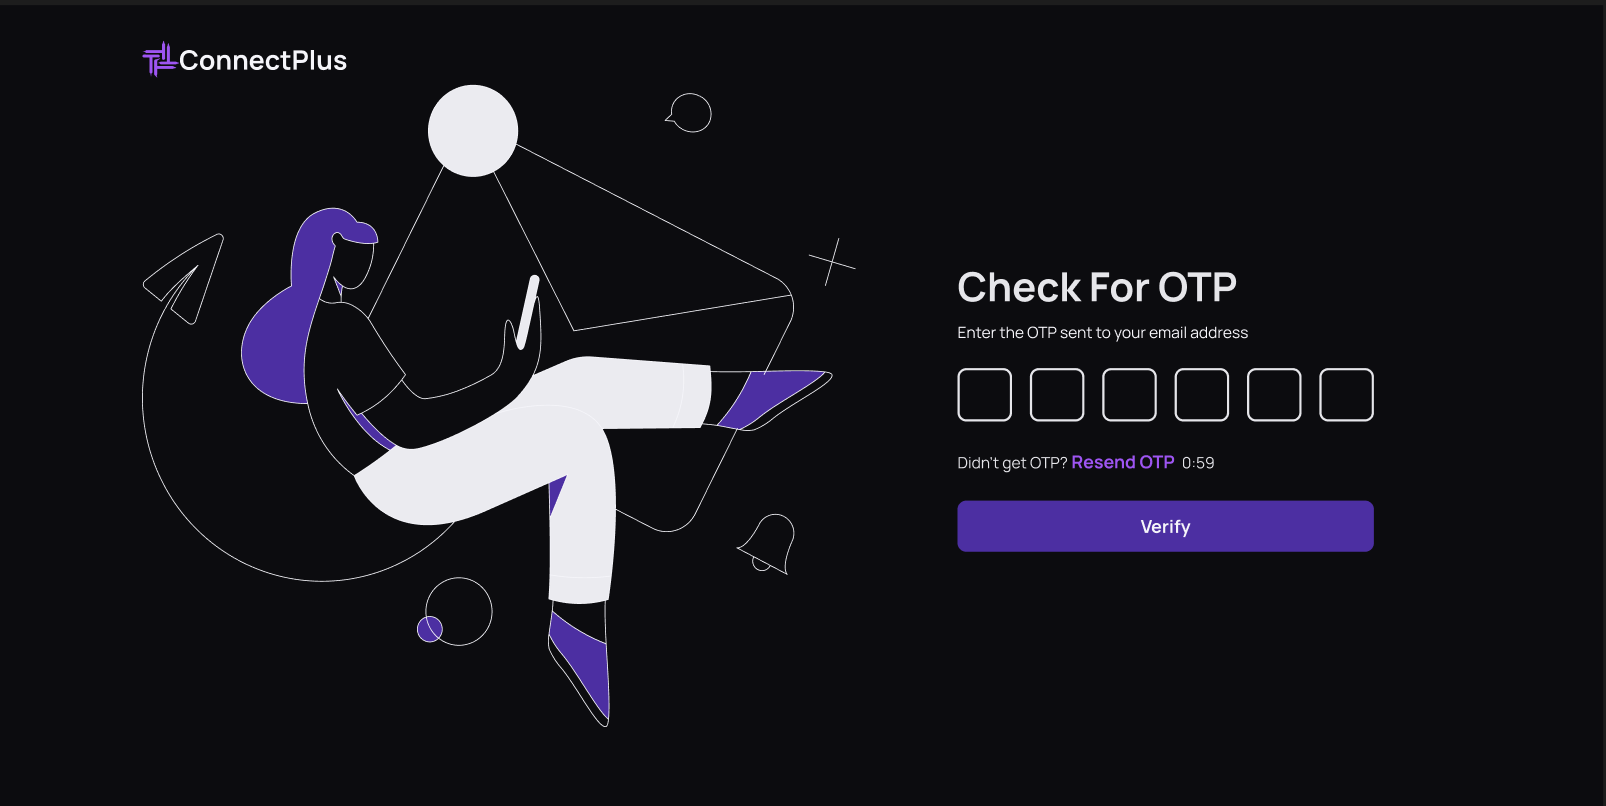 ConnectPlus
Check For OTP
Enter the OTP sent to your email address
Didn't get OTP? Resend OTP 0:59
Verify